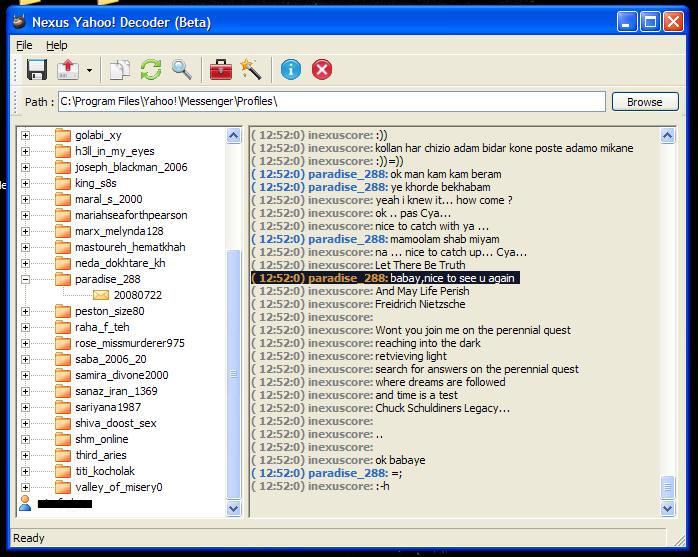 Nexus Yahoo! Decoder (Beta)
File Help
Path : C:\Program Files\Yahoo!\Messenger\Profiles\ Browse
golabi_xy
h3ll_in_my_eyes
joseph_blackman_2006
king_s8s
maral_s_2000
mariahseaforthpearson
marx_melynda128
mastoureh_hematkhah
neda_dokhtare_kh
paradise_288
20080722
peston_size80
raha_f_teh
rose_missmurderer975
saba_2006_20
samira_divone2000
sanaz_iran_1369
sariyana1987
shiva_doost_sex
shm_online
third_aries
titi_kocholak
valley_of_misery0
( 12:52:0) inexuscore: :))
( 12:52:0) inexuscore: kollan har chizio adam bidar kone poste adamo mikane
( 12:52:0) inexuscore: :))=))
( 12:52:0) paradise_288: ok man kam kam beram
( 12:52:0) paradise_288: ye khorde bekhabam
( 12:52:0) inexuscore: yeah i knew it... how come ?
( 12:52:0) inexuscore: ok .. pas Cya...
( 12:52:0) inexuscore: nice to catch with ya ...
( 12:52:0) paradise_288: mamoolam shab miyam
( 12:52:0) inexuscore: na ... nice to catch up... Cya...
( 12:52:0) inexuscore: Let There Be Truth
( 12:52:0) paradise_288: babay,nice to see u again
( 12:52:0) inexuscore: And May Life Perish
( 12:52:0) inexuscore: Freidrich Nietzsche
( 12:52:0) inexuscore:
( 12:52:0) inexuscore: Wont you join me on the perennial quest
( 12:52:0) inexuscore: reaching into the dark
( 12:52:0) inexuscore: retvieving light
( 12:52:0) inexuscore: search for answers on the perennial quest
( 12:52:0) inexuscore: where dreams are followed
( 12:52:0) inexuscore: and time is a test
( 12:52:0) inexuscore: Chuck Schuldiners Legacy...
( 12:52:0) inexuscore:
( 12:52:0) inexuscore: ..
( 12:52:0) inexuscore:
( 12:52:0) inexuscore: ok babaye
( 12:52:0) paradise_288: =;
( 12:52:0) inexuscore: :-h
Ready